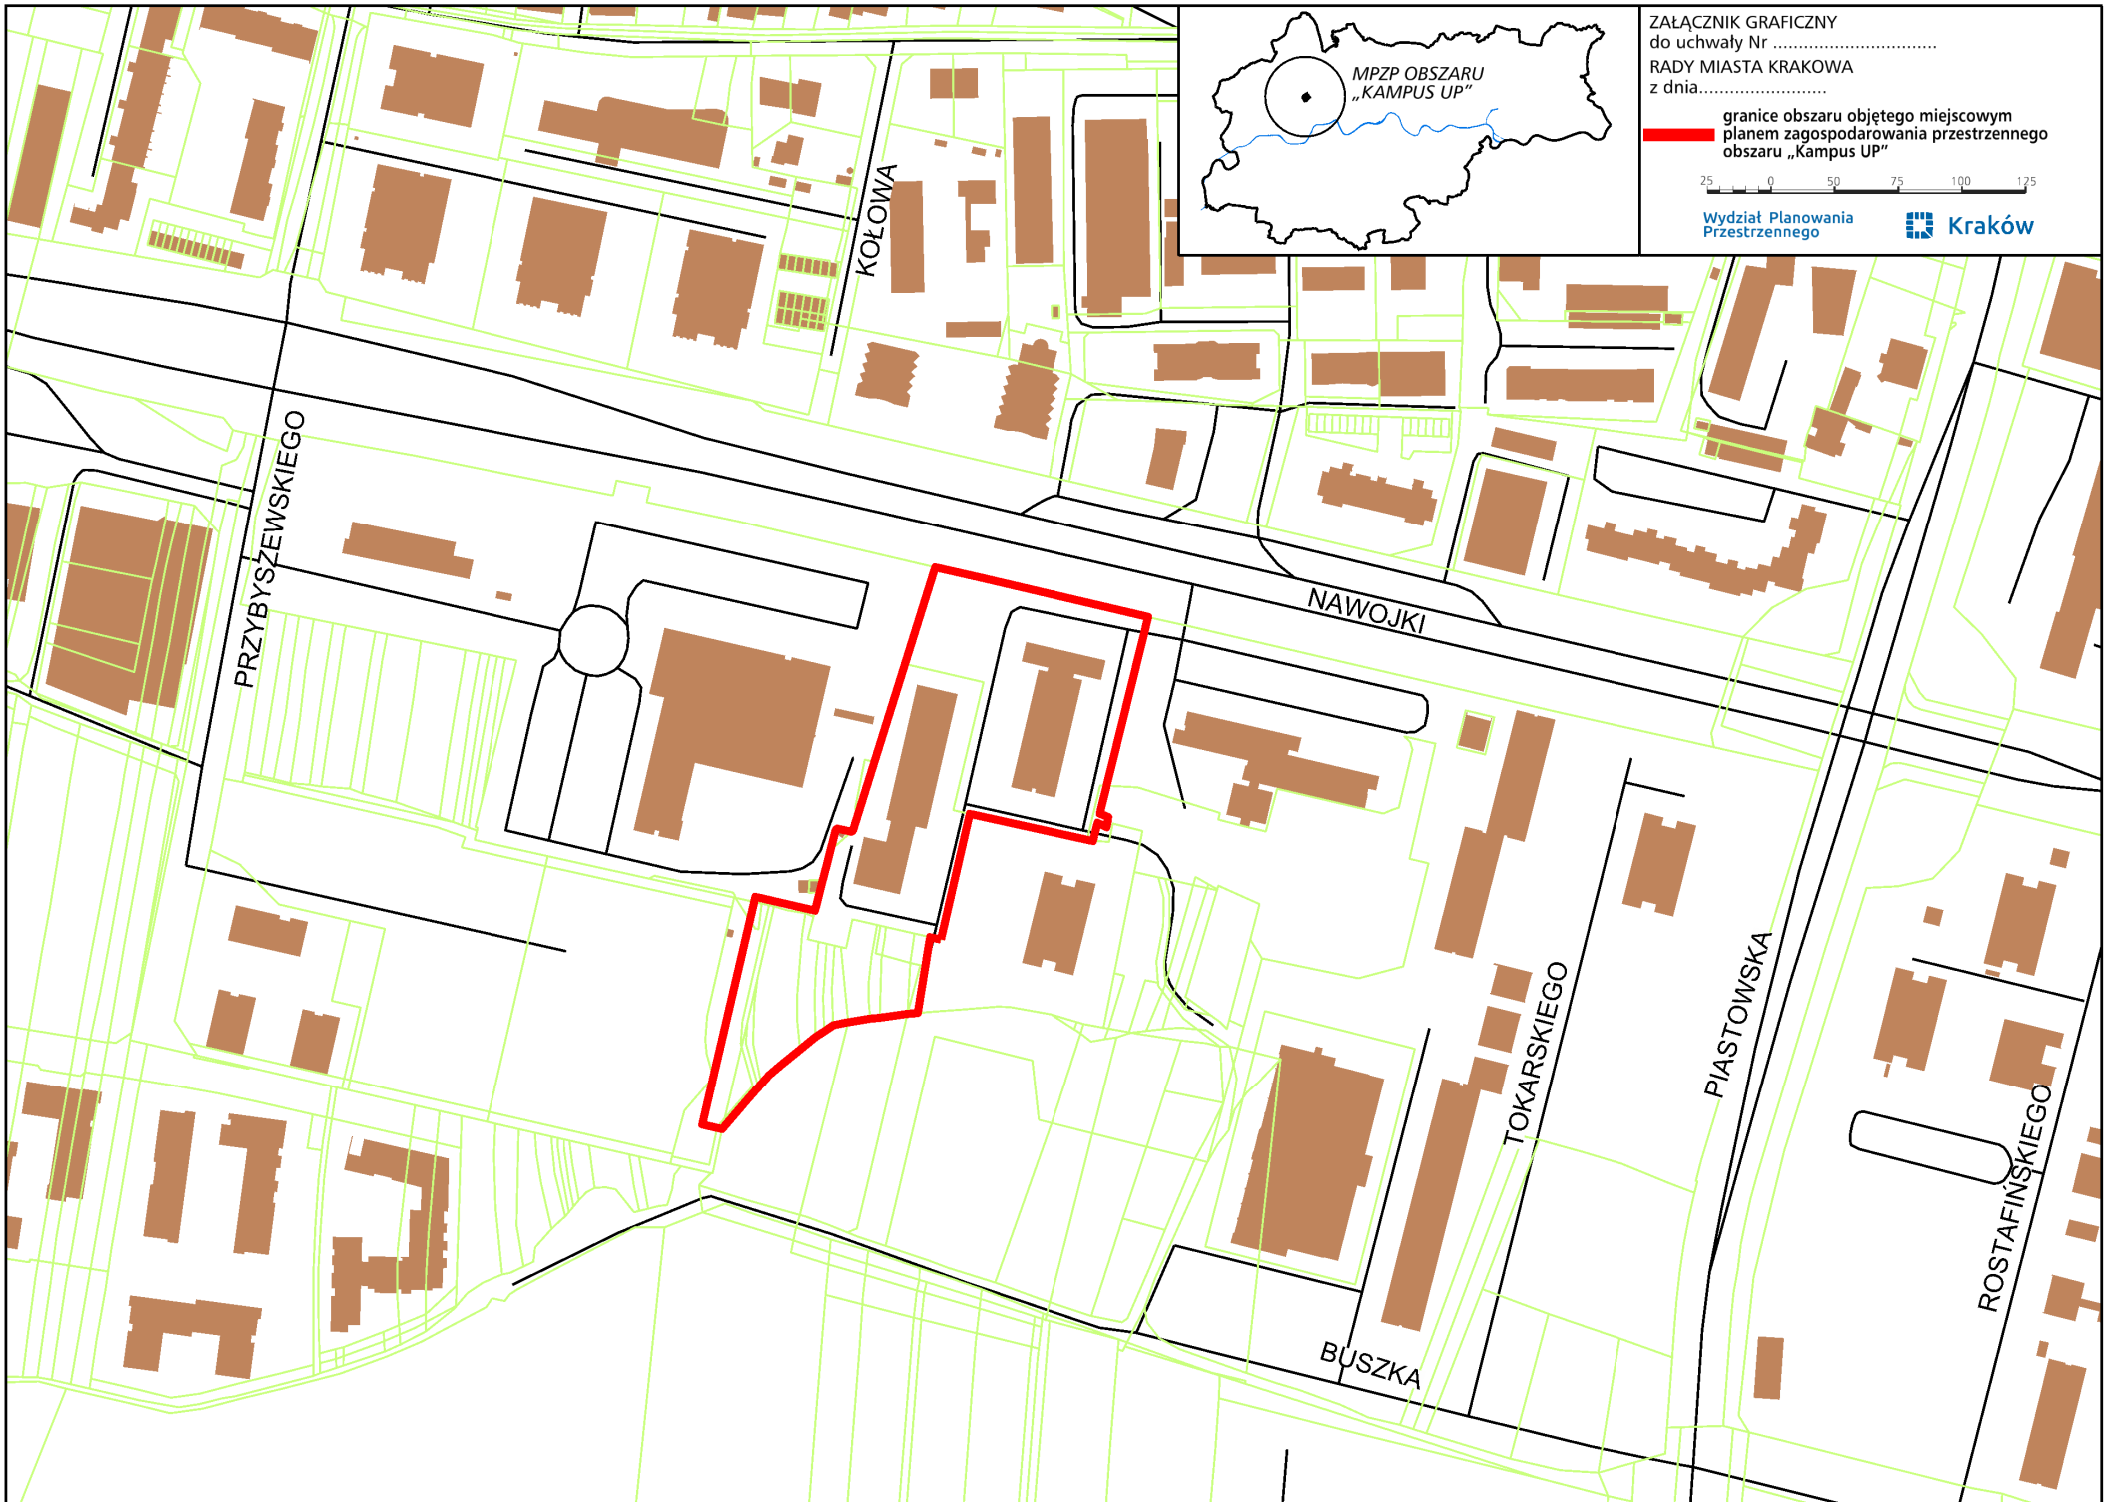 MPZP OBSZARU
„KAMPUS UP”
ZAŁĄCZNIK GRAFICZNY
do uchwały Nr ................................
RADY MIASTA KRAKOWA
z dnia.........................
granice obszaru objętego miejscowym
planem zagospodarowania przestrzennego
obszaru „Kampus UP”
25 0 50 75 100 125
Wydział Planowania
Przestrzennego
Kraków
KOŁOWA
PRZYBYSZEWSKIEGO
NAWOJKI
TOKARSKIEGO
PIASTOWSKA
ROSTAFIŃSKIEGO
BUSZKA